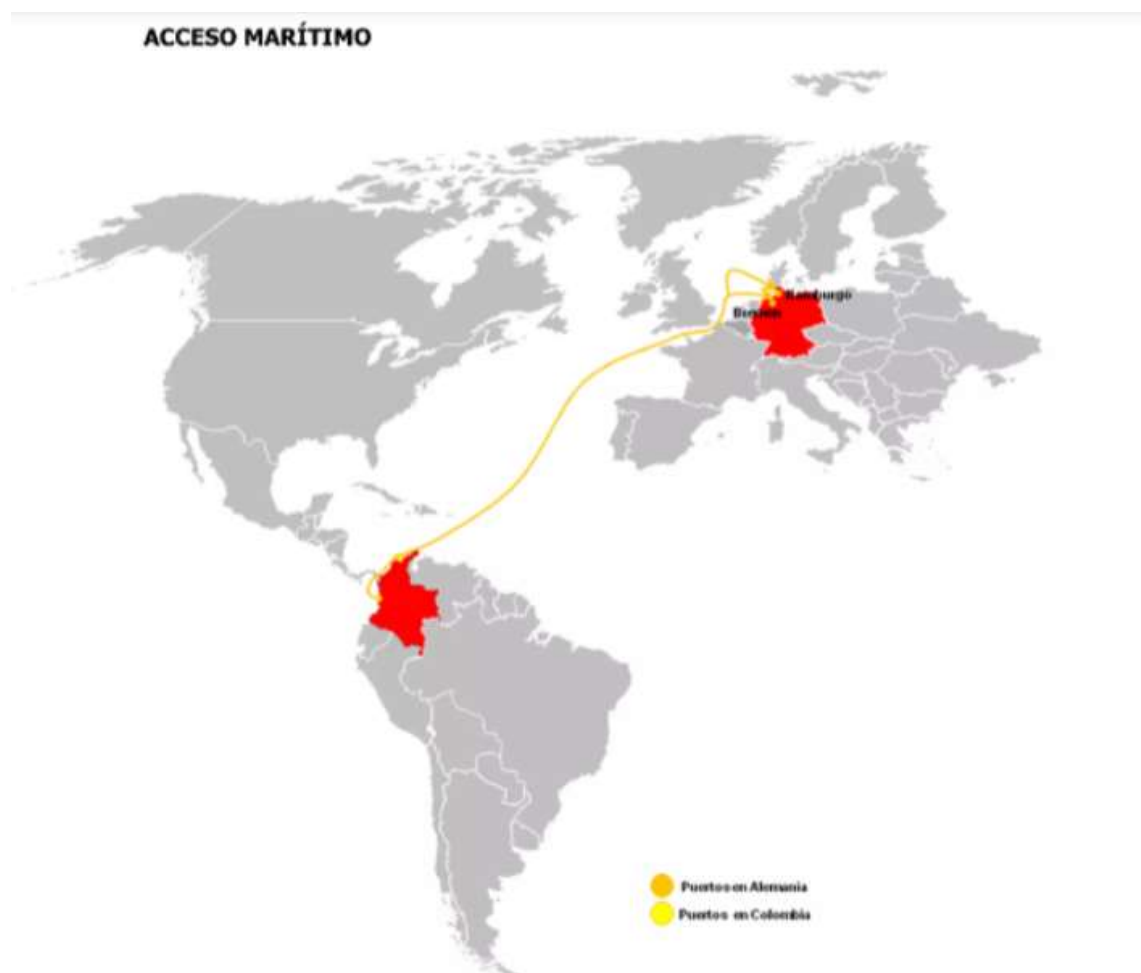 ACCESO MARÍTIMO
Hamburgo
Bremen
Puertos en Alemania
Puertos en Colombia